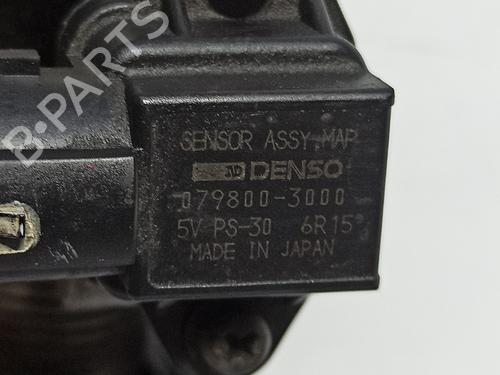 SENSOR ASSY,MAP
DENSO
079800-3000
5V PS-30 6R15
MADE IN JAPAN
B-PARTS